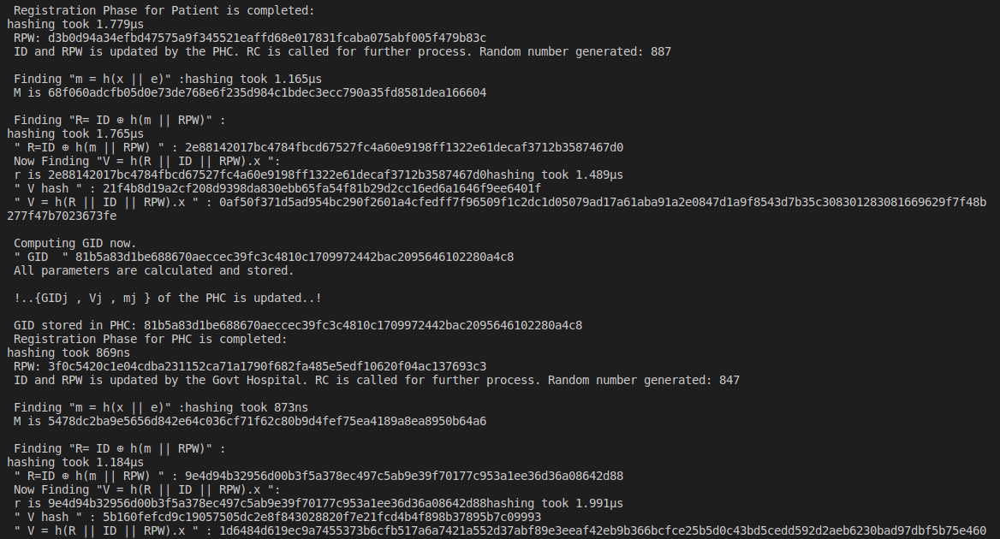 Registration Phase for Patient is completed:
hashing took 1.779µs
RPW: d3b0d94a34efbd47575a9f345521eaffd68e017831fcaba075abf005f479b83c
ID and RPW is updated by the PHC. RC is called for further process. Random number generated: 887
Finding "m = h(x || e)" :hashing took 1.165µs
M is 68f060adcfb05d0e73de768e6f235d984c1bdec3ecc790a35fd8581dea166604
Finding "R= ID ⊕ h(m || RPW)" :
hashing took 1.765µs
" R=ID ⊕ h(m || RPW) " : 2e88142017bc4784fbcd67527fc4a60e9198ff1322e61decaf3712b3587467d0
Now Finding "V = h(R || ID || RPW).x ":
r is 2e88142017bc4784fbcd67527fc4a60e9198ff1322e61decaf3712b3587467d0hashing took 1.489µs
" V hash " : 21f4b8d19a2cf208d9398da830ebb65fa54f81b29d2cc16ed6a1646f9ee6401f
" V = h(R || ID || RPW).x " : 0af50f371d5ad954bc290f2601a4cfedff7f96509f1c2dc1d05079ad17a61aba91a2e0847d1a9f8543d7b35c308301283081669629f7f48b
277f47b7023673fe
Computing GID now.
" GID  " 81b5a83d1be688670aeccec39fc3c4810c1709972442bac2095646102280a4c8
All parameters are calculated and stored.
!..{GIDj , Vj , mj } of the PHC is updated..!
GID stored in PHC: 81b5a83d1be688670aeccec39fc3c4810c1709972442bac2095646102280a4c8
Registration Phase for PHC is completed:
hashing took 869ns
RPW: 3f0c5420c1e04cdba231152ca71a1790f682fa485e5edf10620f04ac137693c3
ID and RPW is updated by the Govt Hospital. RC is called for further process. Random number generated: 847
Finding "m = h(x || e)" :hashing took 873ns
M is 5478dc2ba9e5656d842e64c036cf71f62c80b9d4fef75ea4189a8ea8950b64a6
Finding "R= ID ⊕ h(m || RPW)" :
hashing took 1.184µs
" R=ID ⊕ h(m || RPW) " : 9e4d94b32956d00b3f5a378ec497c5ab9e39f70177c953a1ee36d36a08642d88
Now Finding "V = h(R || ID || RPW).x ":
r is 9e4d94b32956d00b3f5a378ec497c5ab9e39f70177c953a1ee36d36a08642d88hashing took 1.991µs
" V hash " : 5b160fefcd9c19057505dc2e8f843028820f7e21fcd4b4f898b37895b7c09993
" V = h(R || ID || RPW).x " : 1d6484d619ec9a7455373b6cfb517a6a7421a552d37abf89e3eeaf42eb9b366bcfce25b5d0c43bd5cedd592d2aeb6230bad97dbf5b75e460